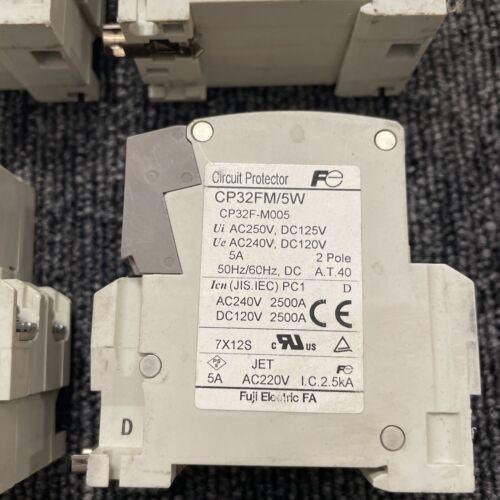 Circuit Protector Fe
CP32FM/5W
CP32F-M005
Ui AC250V, DC125V
Ue AC240V, DC120V
5A 2 Pole
50Hz/60Hz, DC A.T.40
Icn (JIS.IEC) PC1 D
AC240V 2500A CE
DC120V 2500A
7X12S c UR us
JET Fe
5A AC220V I.C.2.5kA
Fuji Electric FA
D